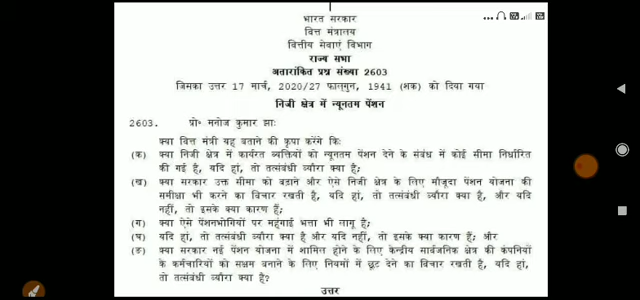 भारत सरकार
वित्त मंत्रालय
वित्तीय सेवाएं विभाग
राज्य सभा
अतारांकित प्रश्न संख्या 2603
जिसका उत्तर 17 मार्च, 2020/27 फाल्गुन, 1941 (शक) को दिया गया
निजी क्षेत्र में न्यूनतम पेंशन
2603. प्रो॰ मनोज कुमार झाः
क्या वित्त मंत्री यह बताने की कृपा करेंगे किः
(क) क्या निजी क्षेत्र में कार्यरत व्यक्तियों को न्यूनतम पेंशन देने के संबंध में कोई सीमा निर्धारित
की गई है, यदि हां, तो तत्संबंधी ब्यौरा क्या है;
(ख) क्या सरकार उक्त सीमा को बढ़ाने और ऐसे निजी क्षेत्र के लिए मौजूदा पेंशन योजना की
समीक्षा भी करने का विचार रखती है, यदि हां, तो तत्संबंधी ब्यौरा क्या है, और यदि
नहीं, तो इसके क्या कारण हैं;
(ग) क्या ऐसे पेंशनभोगियों पर महंगाई भत्ता भी लागू है;
(घ) यदि हां, तो तत्संबंधी ब्यौरा क्या है और यदि नहीं, तो इसके क्या कारण हैं; और
(ङ) क्या सरकार नई पेंशन योजना में शामिल होने के लिए केन्द्रीय सार्वजनिक क्षेत्र की कंपनियों
के कर्मचारियों को सक्षम बनाने के लिए नियमों में छूट देने का विचार रखती है, यदि हां,
तो तत्संबंधी ब्यौरा क्या है?
उत्तर